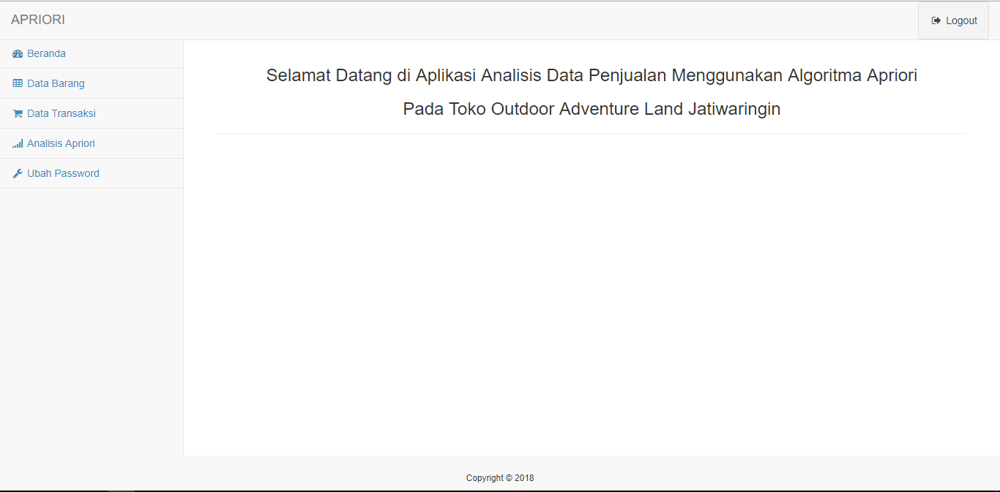 APRIORI
Logout
Beranda
Data Barang
Data Transaksi
Analisis Apriori
Ubah Password
Selamat Datang di Aplikasi Analisis Data Penjualan Menggunakan Algoritma Apriori
Pada Toko Outdoor Adventure Land Jatiwaringin
Copyright © 2018